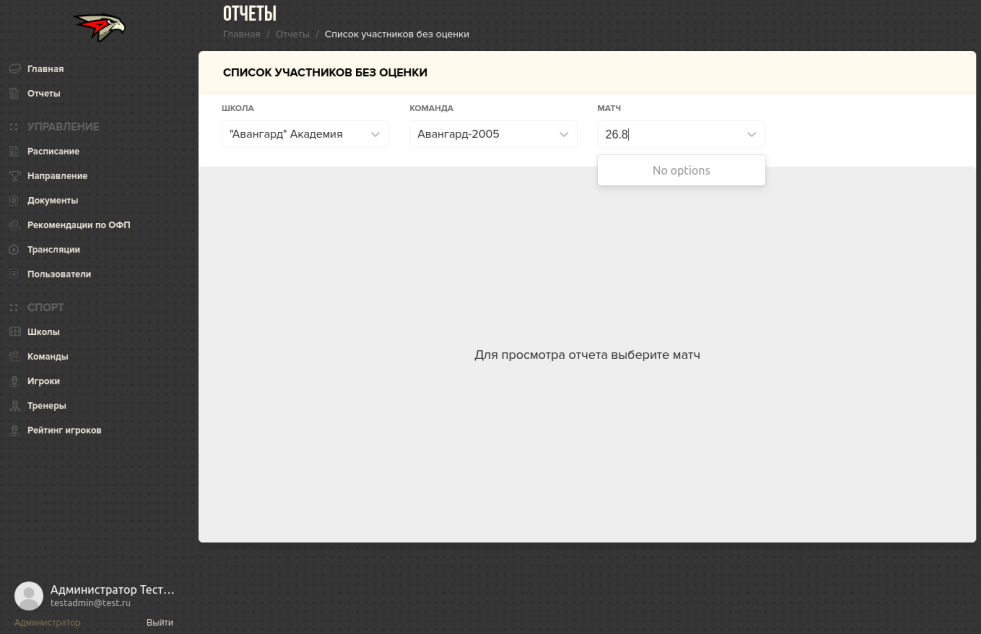 ОТЧЕТЫ
Главная / Отчеты / Список участников без оценки
Главная
Отчеты
УПРАВЛЕНИЕ
Расписание
Направление
Документы
Рекомендации по ОФП
Трансляции
Пользователи
СПОРТ
Школы
Команды
Игроки
Тренеры
Рейтинг игроков
Администратор Тест...
testadmin@test.ru
Администратор Выйти
СПИСОК УЧАСТНИКОВ БЕЗ ОЦЕНКИ
ШКОЛА КОМАНДА МАТЧ
"Авангард" Академия Авангард-2005 26.8
No options
Для просмотра отчета выберите матч